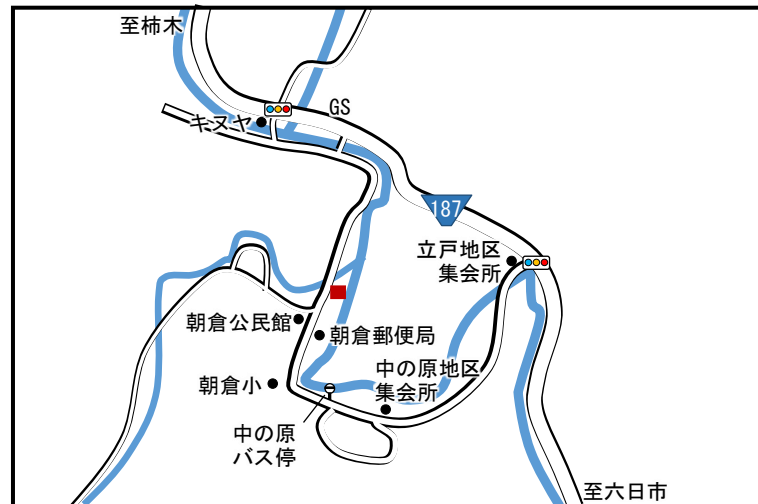 至柿木
GS
キヌヤ
187
立戸地区
集会所
朝倉公民館
朝倉郵便局
中の原地区
集会所
朝倉小
中の原
バス停
至六日市